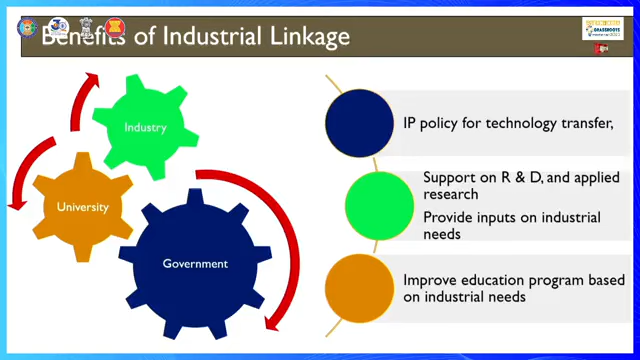 Benefits of Industrial Linkage
Industry
University
Government
IP policy for technology transfer,
Support on R & D, and applied
research
Provide inputs on industrial
needs
Improve education program based
on industrial needs
GRASSROOTS